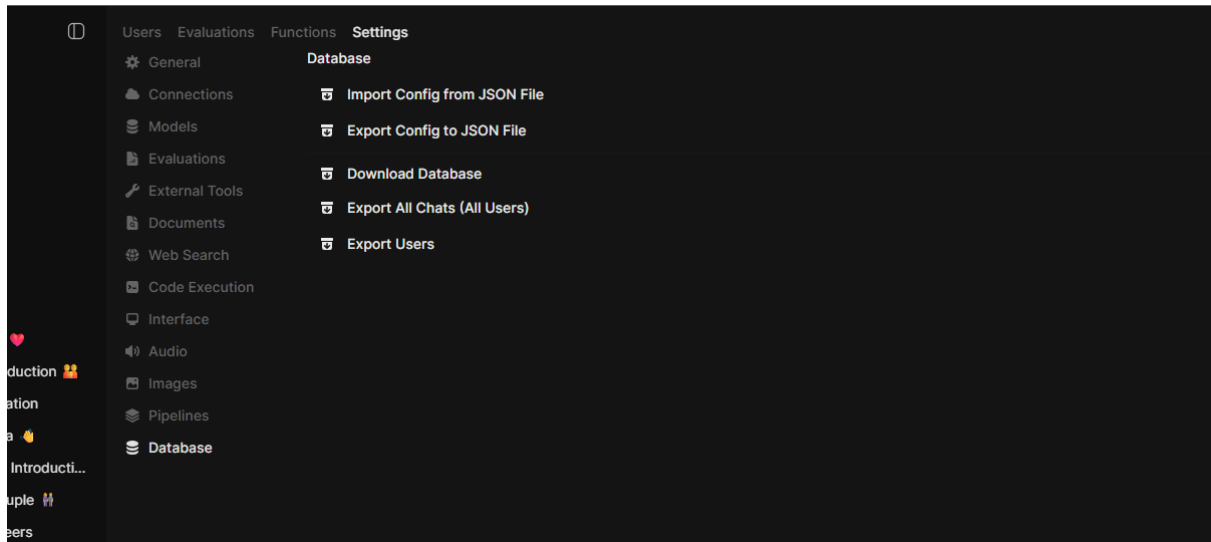 Users Evaluations Functions Settings
General
Connections
Models
Evaluations
External Tools
Documents
Web Search
Code Execution
Interface
Audio
Images
Pipelines
Database
Database
Import Config from JSON File
Export Config to JSON File
Download Database
Export All Chats (All Users)
Export Users
❤️
duction 👫
ation
a 👋
Introducti...
uple 👫
eers